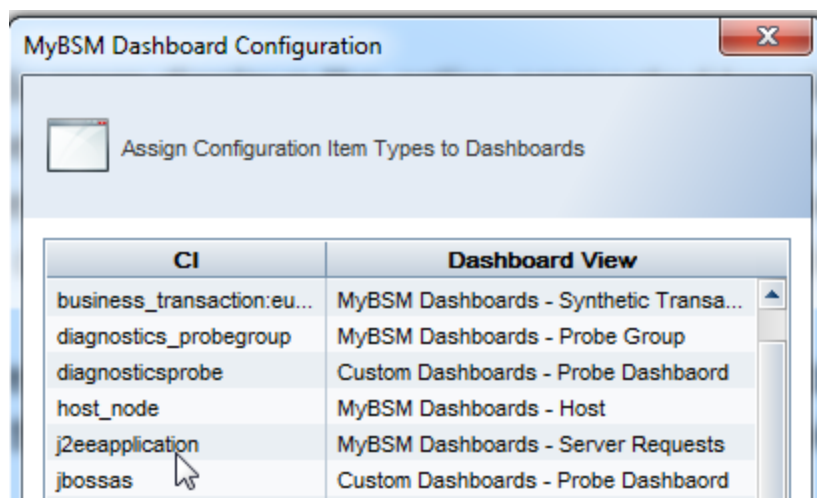 MyBSM Dashboard Configuration
Assign Configuration Item Types to Dashboards
CI Dashboard View
business_transaction:eu... MyBSM Dashboards - Synthetic Transa...
diagnostics_probegroup MyBSM Dashboards - Probe Group
diagnosticsprobe Custom Dashboards - Probe Dashbaord
host_node MyBSM Dashboards - Host
j2eeapplication MyBSM Dashboards - Server Requests
jbossas Custom Dashboards - Probe Dashbaord